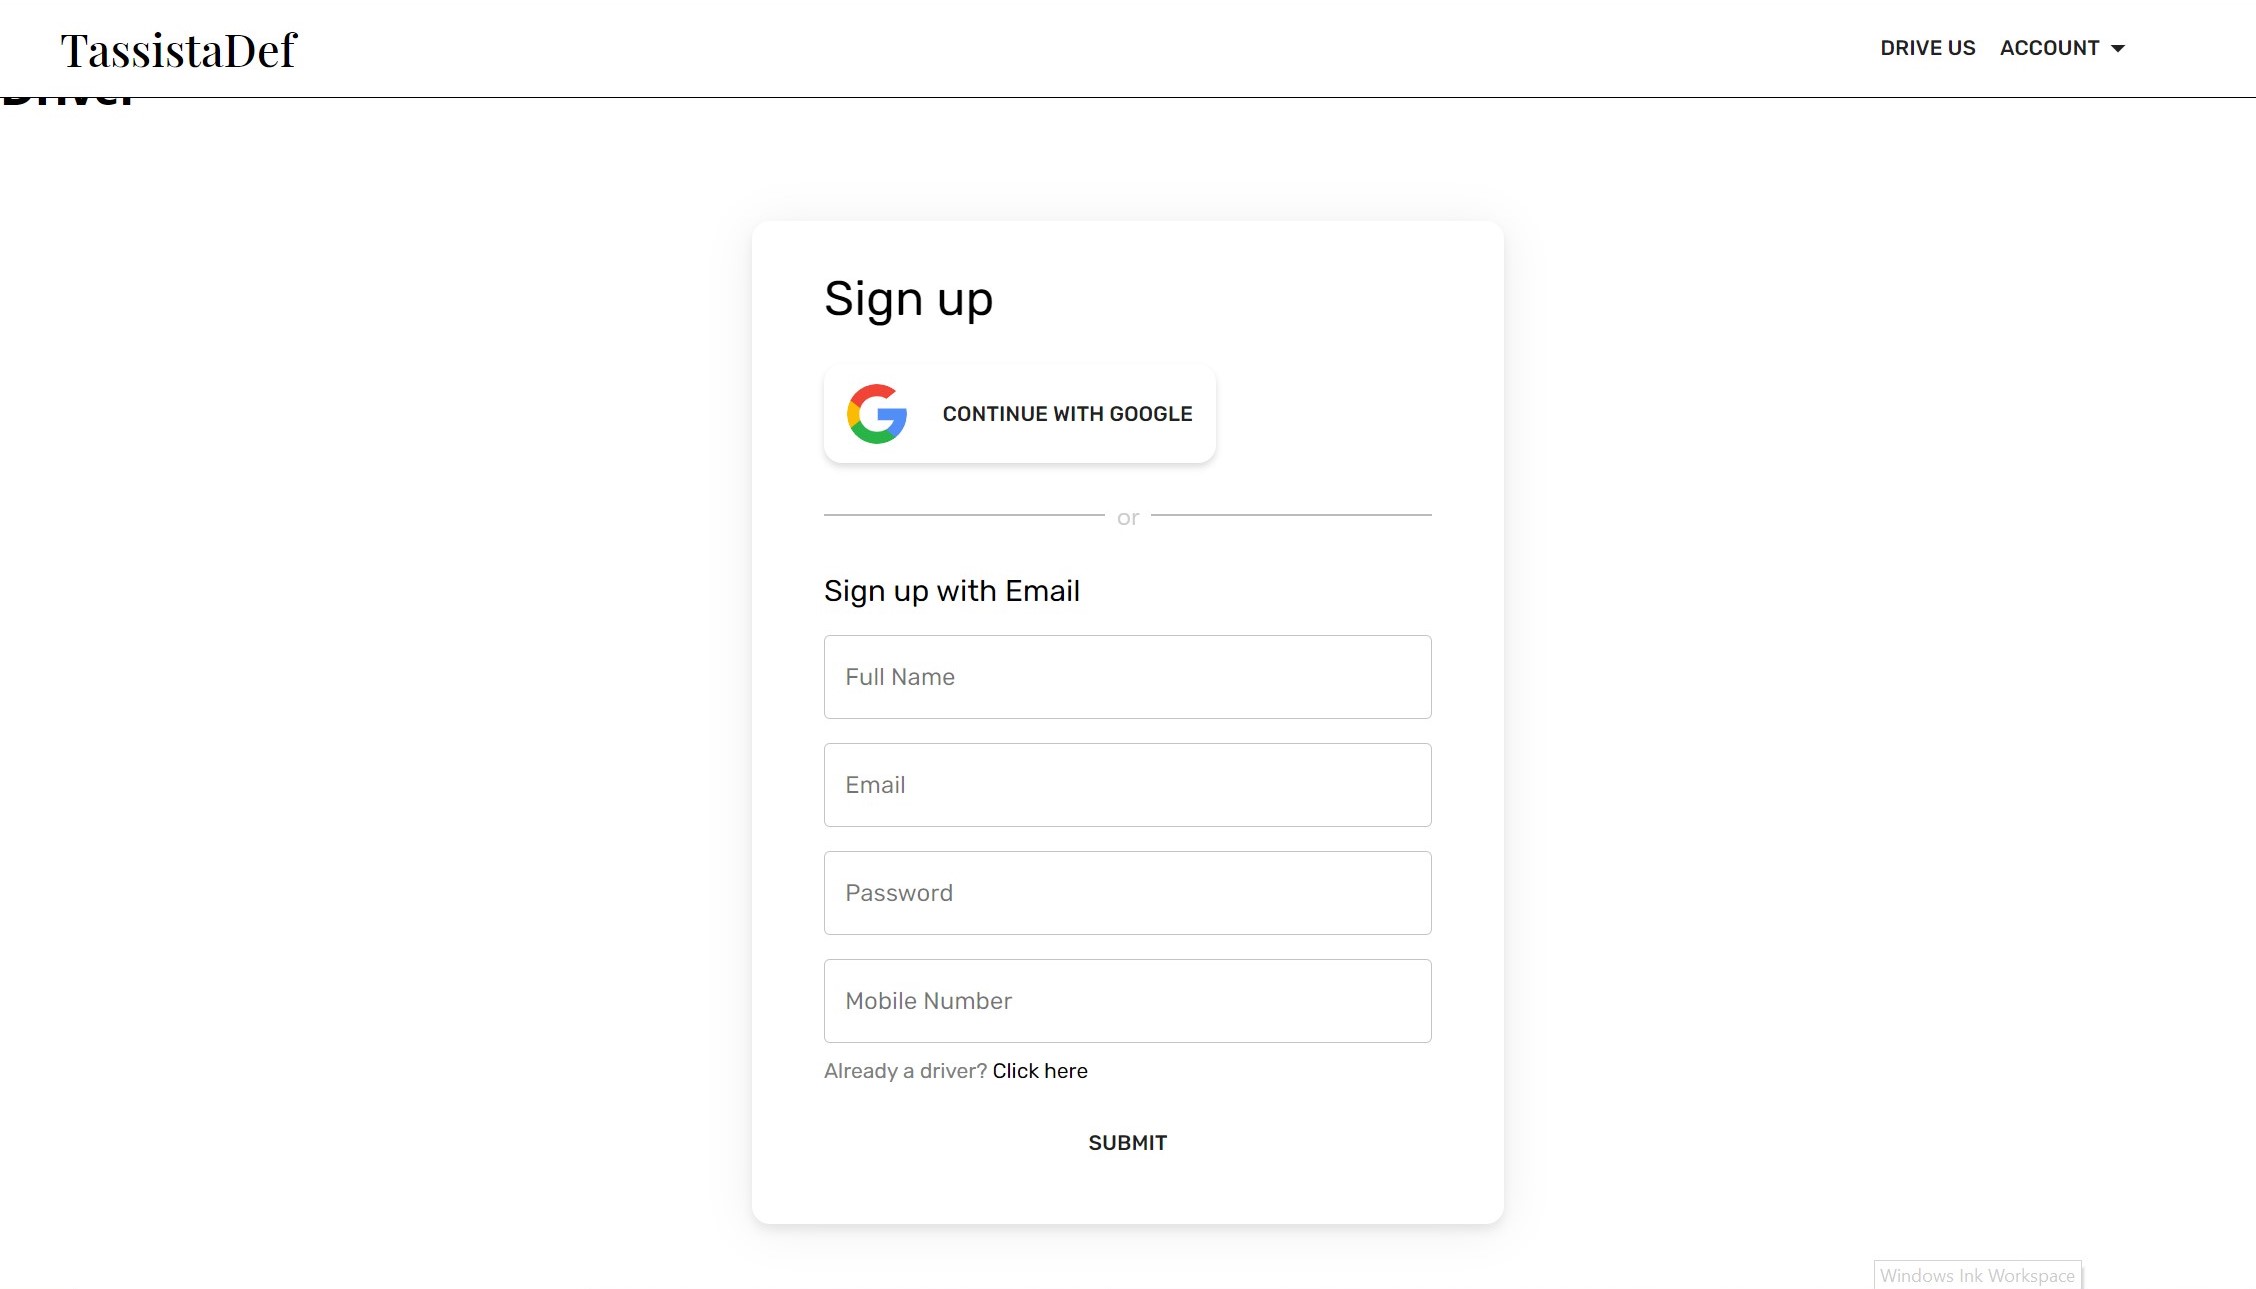 TassistaDef
DRIVE US ACCOUNT
Driver
Sign up
CONTINUE WITH GOOGLE
or
Sign up with Email
Full Name
Email
Password
Mobile Number
Already a driver? Click here
SUBMIT
Windows Ink Workspace